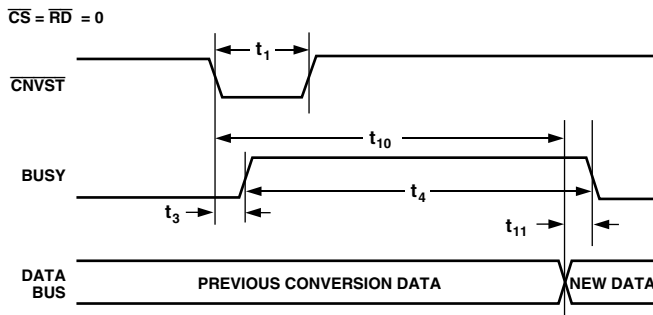 CS = RD = 0
t1
CNVST
t10
BUSY
t4
t3
t11
DATA
BUS
PREVIOUS CONVERSION DATA
NEW DATA